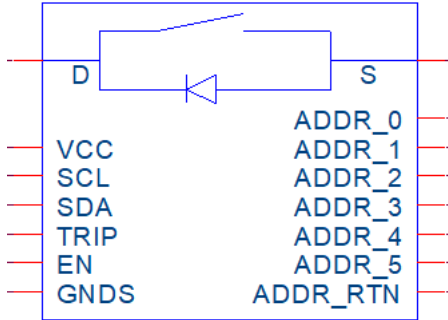 D S
ADDR_0
VCC ADDR_1
SCL ADDR_2
SDA ADDR_3
TRIP ADDR_4
EN ADDR_5
GNDS ADDR_RTN